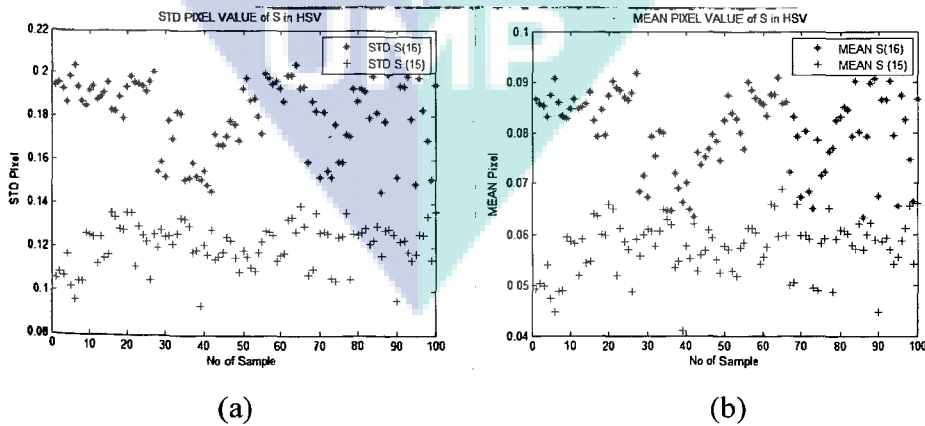 STD PIXEL VALUE of S in HSV
0.22
0.2
0.18
0.16
0.14
0.12
0.1
0.08
STD Pixel
0 10 20 30 40 50 60 70 80 90 100
No of Sample
STD S(16)
STD S (15)
(a)
MEAN PIXEL VALUE of S in HSV
0.1
0.09
0.08
0.07
0.06
0.05
0.04
MEAN Pixel
0 10 20 30 40 50 60 70 80 90 100
No of Sample
MEAN S(16)
MEAN S (15)
(b)
UMP